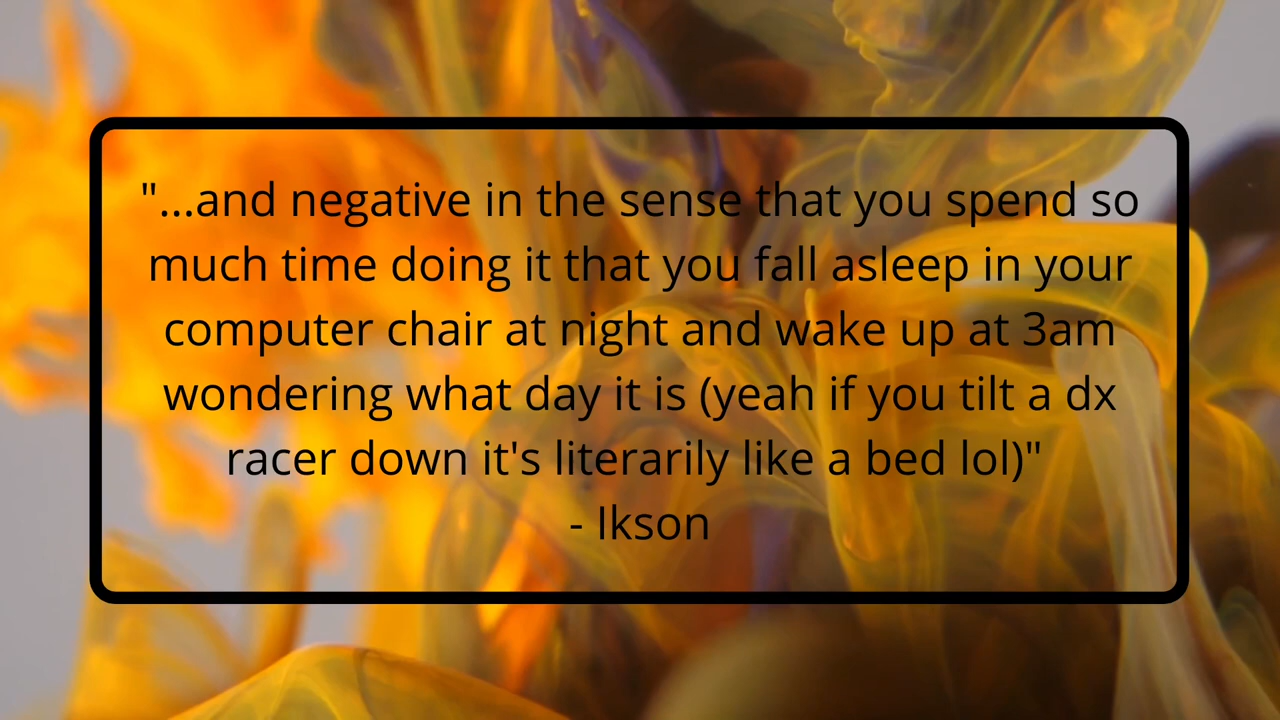 "...and negative in the sense that you spend so
much time doing it that you fall asleep in your
computer chair at night and wake up at 3am
wondering what day it is (yeah if you tilt a dx
racer down it's literarily like a bed lol)"
- Ikson